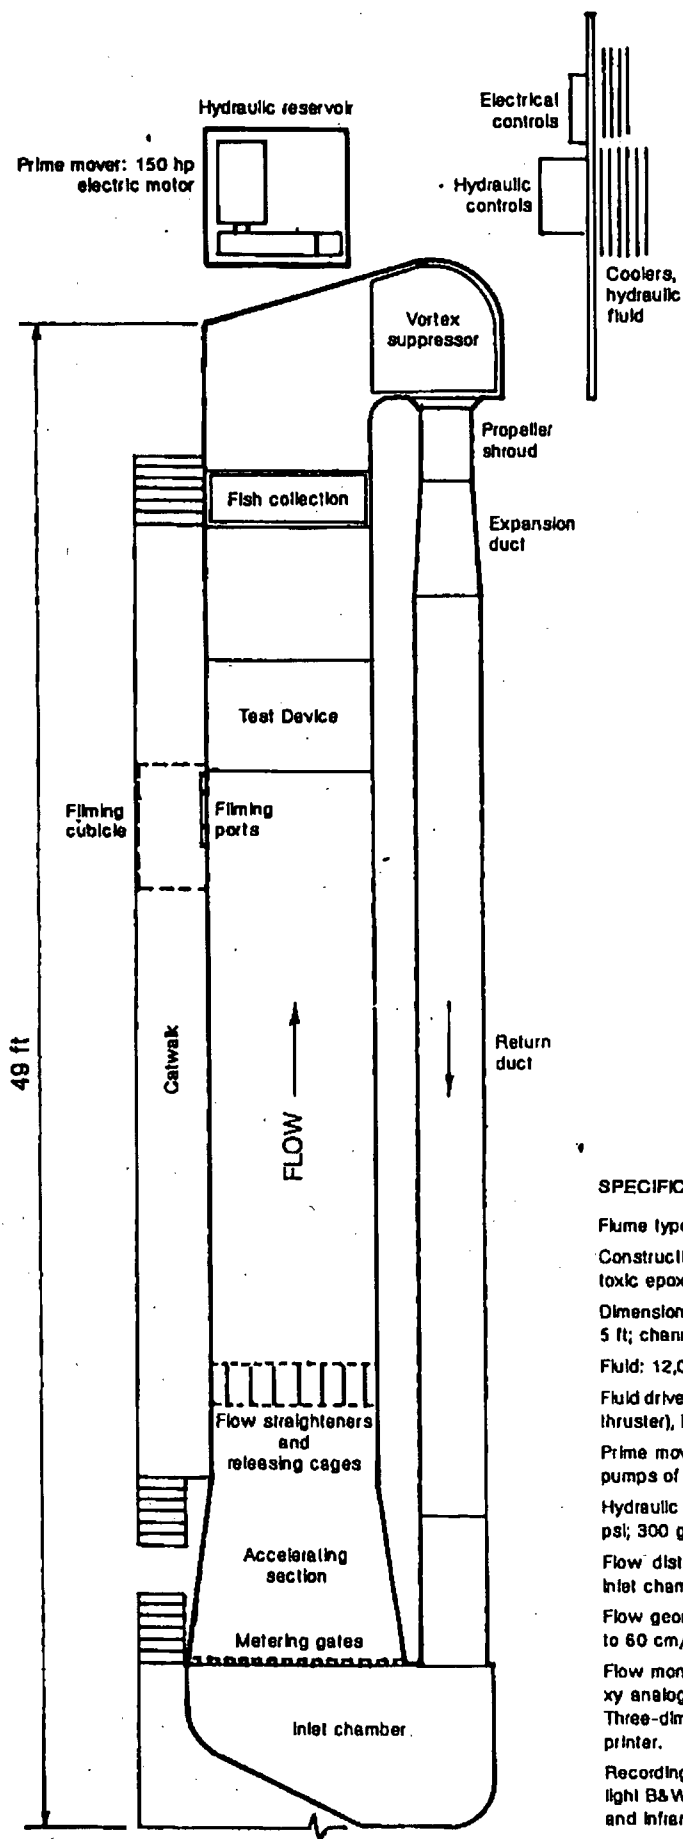 Electrical
controls
Hydraulic reservoir
Prime mover: 150 hp
electric motor
Hydraulic
controls
Coolers,
hydraulic
fluid
Vortex
suppressor
Propeller
shroud
Fish collection
Expansion
duct
Test Device
Filming
cubicle
Filming
ports
49 ft
Catwalk
FLOW
Return
duct
Flow straighteners
and
releasing cages
Accelerating
section
Metering gates
Inlet chamber
SPECIFIC
Flume type
Constructi
toxic epox
Dimension
5 ft; chann
Fluid: 12,0
Fluid drive
thruster),
Prime mov
pumps of
Hydraulic
psi; 300 g
Flow dist
inlet cham
Flow geo
to 60 cm/
Flow mon
xy analog
Three-dim
printer.
Recording
light B&W
and infra